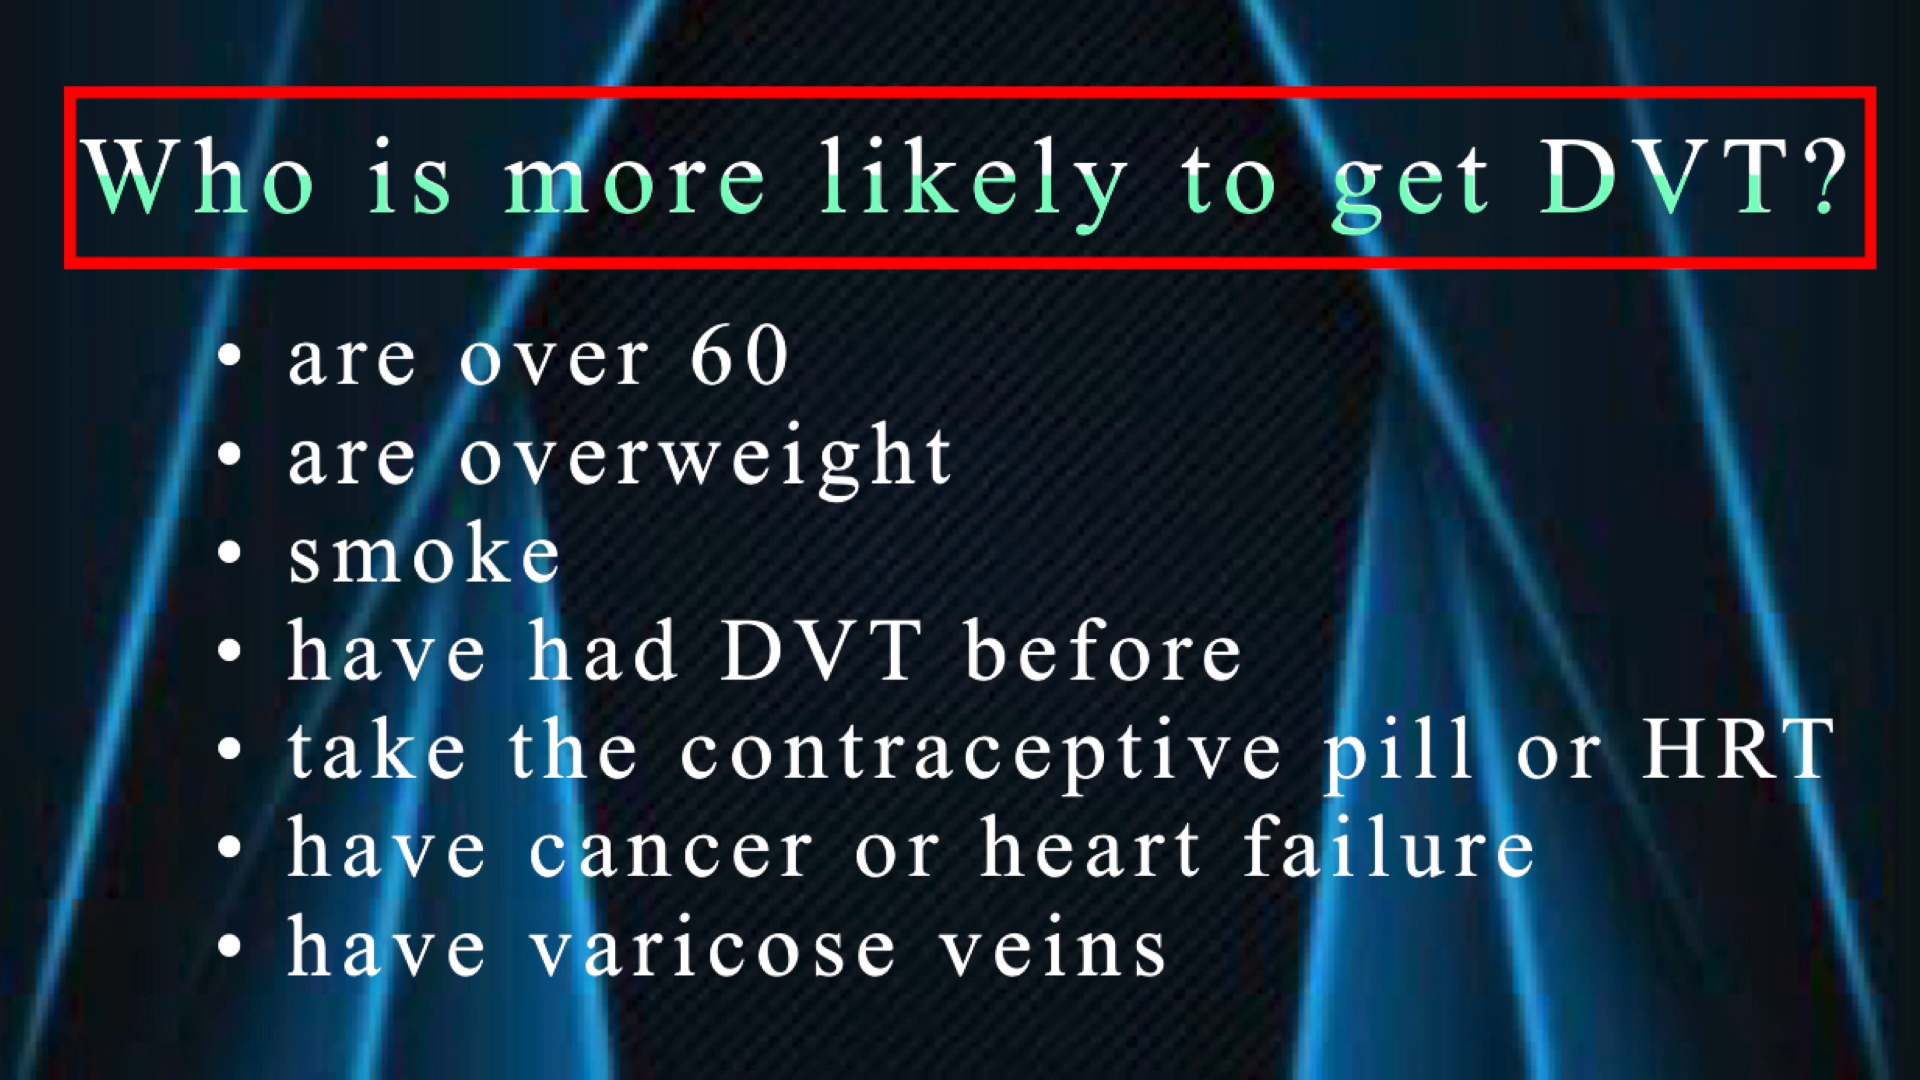 Who is more likely to get DVT?
• are over 60
• are overweight
• smoke
• have had DVT before
• take the contraceptive pill or HRT
• have cancer or heart failure
• have varicose veins